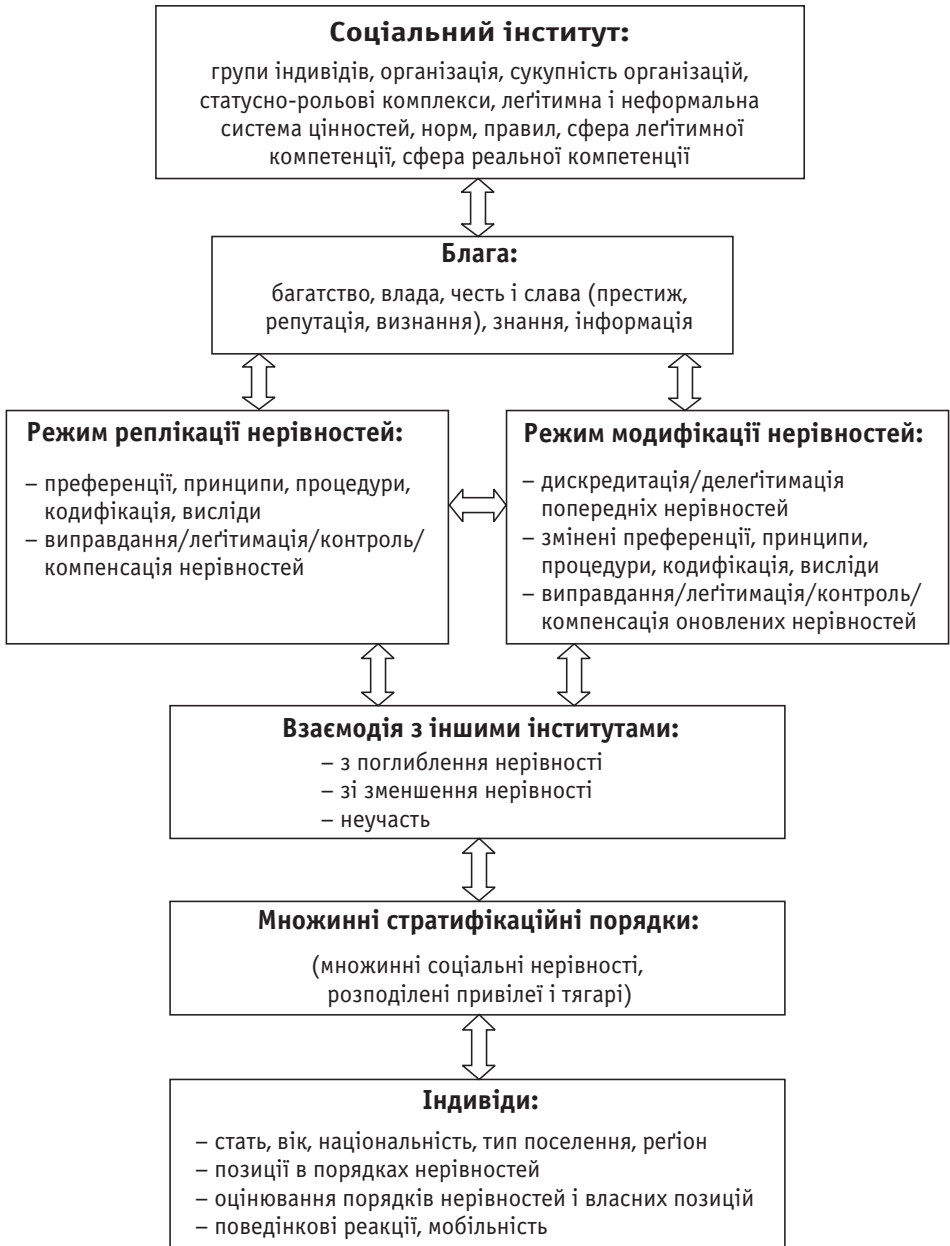 Соціальний інститут:
групи індивідів, організація, сукупність організацій,
статусно-рольові комплекси, леґітимна і неформальна
система цінностей, норм, правил, сфера леґітимної
компетенції, сфера реальної компетенції
Блага:
багатство, влада, честь і слава (престиж,
репутація, визнання), знання, інформація
Режим реплікації нерівностей:
– преференції, принципи, процедури,
кодифікація, висліди
– виправдання/леґітимація/контроль/
компенсація нерівностей
Режим модифікації нерівностей:
– дискредитація/делеґітимація
попередніх нерівностей
– змінені преференції, принципи,
процедури, кодифікація, висліди
– виправдання/леґітимація/контроль/
компенсація оновлених нерівностей
Взаємодія з іншими інститутами:
– з поглиблення нерівності
– зі зменшення нерівності
– неучасть
Множинні стратифікаційні порядки:
(множинні соціальні нерівності,
розподілені привілеї і тягарі)
Індивіди:
– стать, вік, національність, тип поселення, реґіон
– позиції в порядках нерівностей
– оцінювання порядків нерівностей і власних позицій
– поведінкові реакції, мобільність